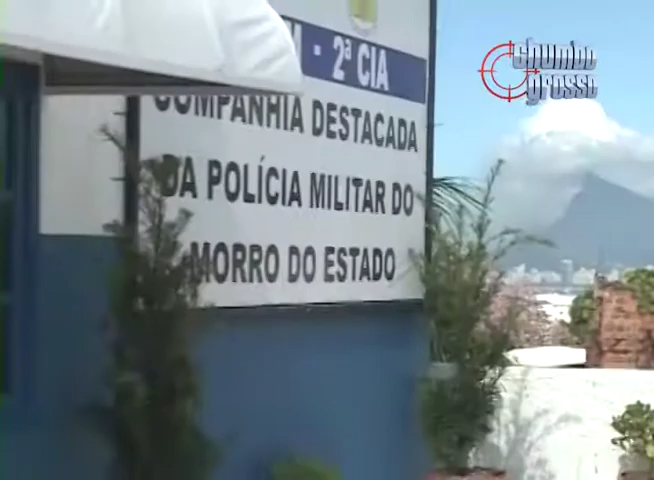 - 2ª CIA
COMPANHIA DESTACADA
DA POLÍCIA MILITAR DO
MORRO DO ESTADO
Chumbo
grosso